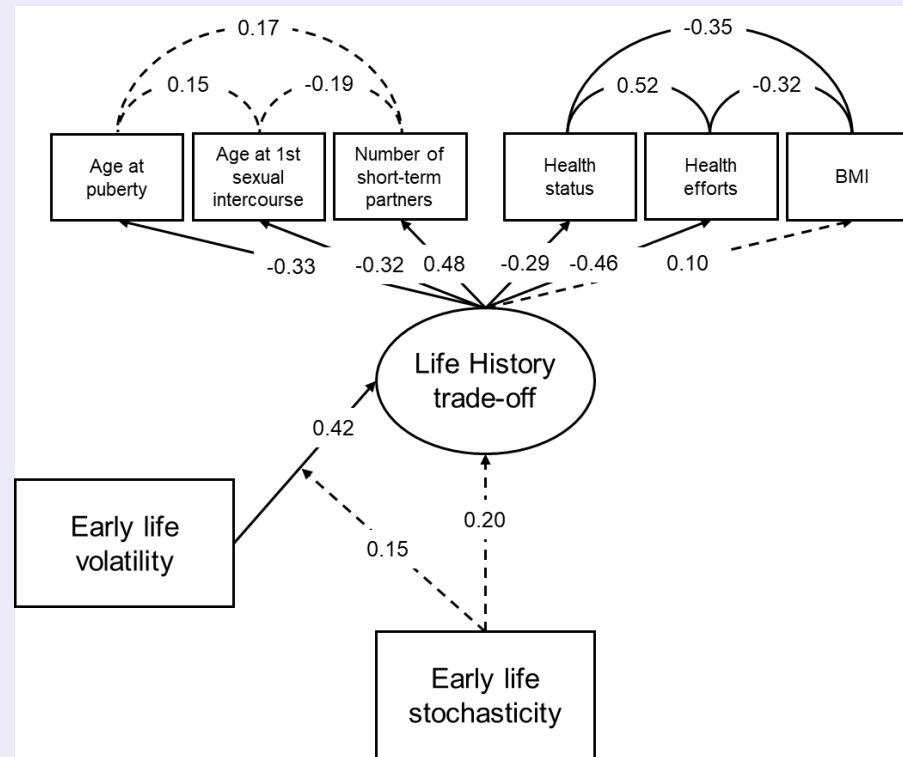 0.17
-0.35
0.15
-0.19
0.52
-0.32
Age at
puberty
Age at 1st
sexual
intercourse
Number of
short-term
partners
Health
status
Health
efforts
BMI
-0.33
-0.32
0.48
-0.29
-0.46
0.10
Life History
trade-off
0.42
Early life
volatility
0.15
0.20
Early life
stochasticity